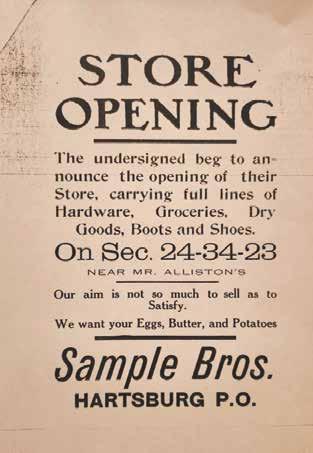 STORE
OPENING
The undersigned beg to an-
nounce the opening of their
Store, carrying full lines of
Hardware, Groceries, Dry
Goods, Boots and Shoes.
On Sec. 24-34-23
NEAR MR. ALLISTON'S
Our aim is not so much to sell as to
Satisfy.
We want your Eggs, Butter, and Potatoes
Sample Bros.
HARTSBURG P.O.